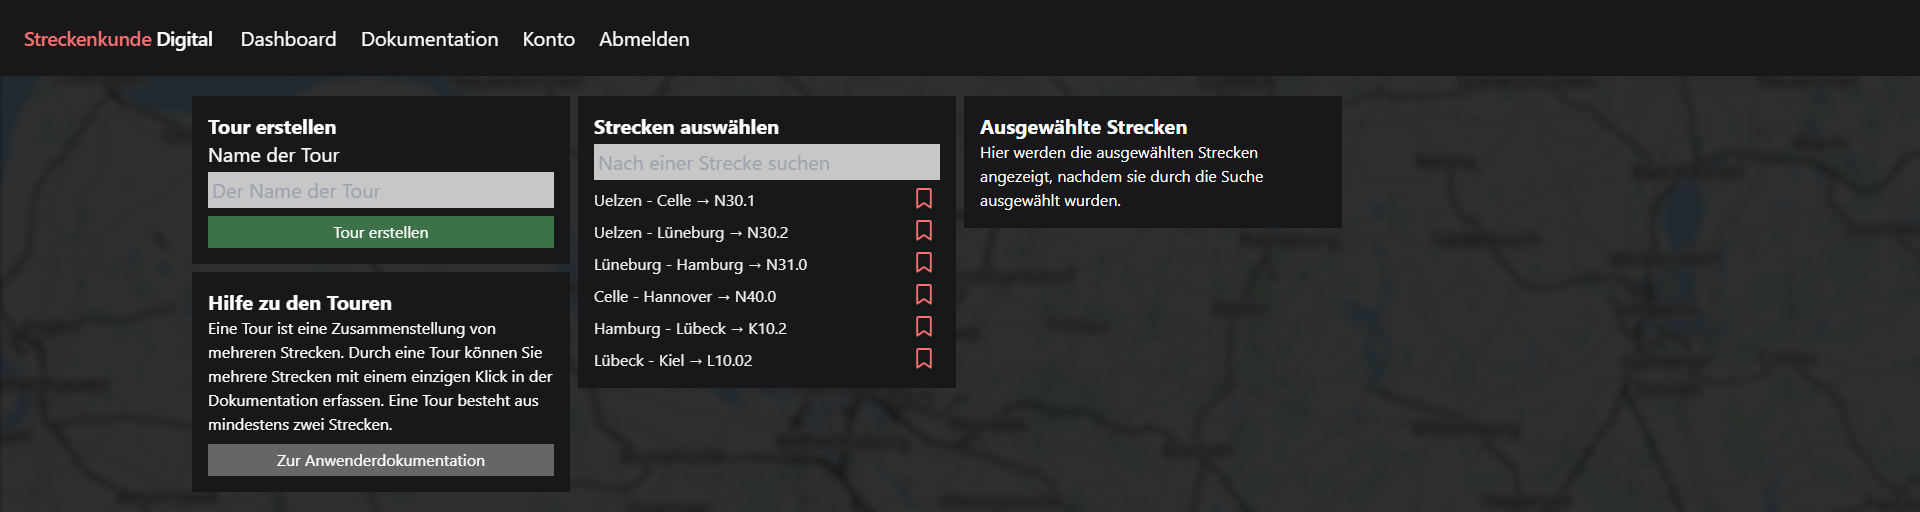 Streckenkunde Digital Dashboard Dokumentation Konto Abmelden
Tour erstellen
Name der Tour
Der Name der Tour
Tour erstellen
Hilfe zu den Touren
Eine Tour ist eine Zusammenstellung von
mehreren Strecken. Durch eine Tour können Sie
mehrere Strecken mit einem einzigen Klick in der
Dokumentation erfassen. Eine Tour besteht aus
mindestens zwei Strecken.
Zur Anwenderdokumentation
Strecken auswählen
Nach einer Strecke suchen
Uelzen - Celle → N30.1
Uelzen - Lüneburg → N30.2
Lüneburg - Hamburg → N31.0
Celle - Hannover → N40.0
Hamburg - Lübeck → K10.2
Lübeck - Kiel → L10.02
Ausgewählte Strecken
Hier werden die ausgewählten Strecken
angezeigt, nachdem sie durch die Suche
ausgewählt wurden.